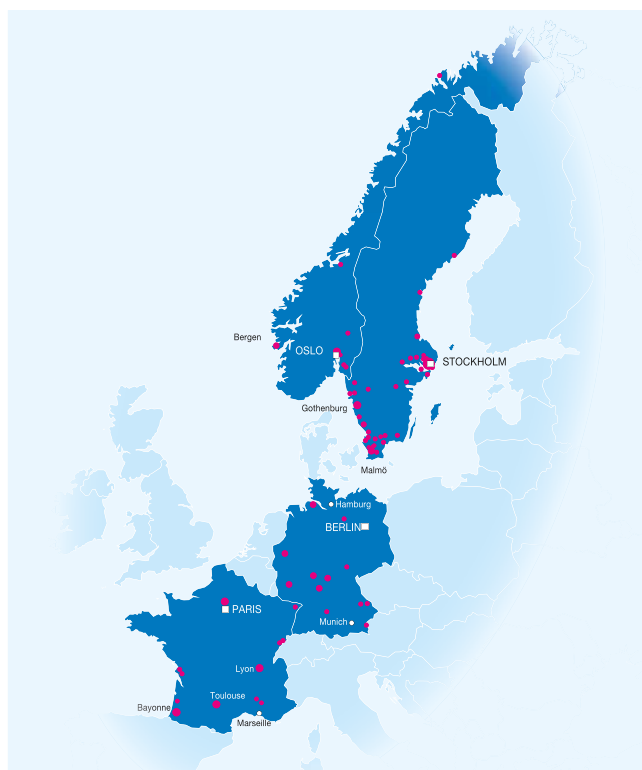 Bergen
OSLO
STOCKHOLM
Gothenburg
Malmö
Hamburg
BERLIN
PARIS
Munich
Lyon
Toulouse
Bayonne
Marseille